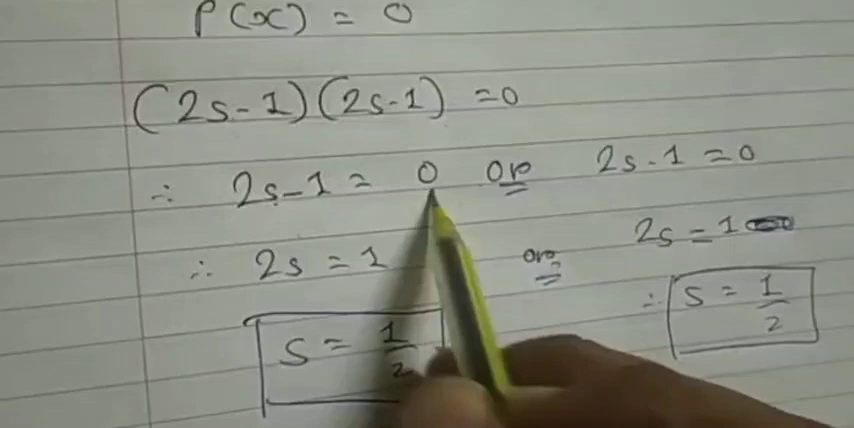 P(x) = 0
(2s-1)(2s-1) = 0
∴ 2s-1 = 0 or 2s-1 = 0
∴ 2s = 1 or 2s = 1
s = 1/2 ∴ s = 1/2